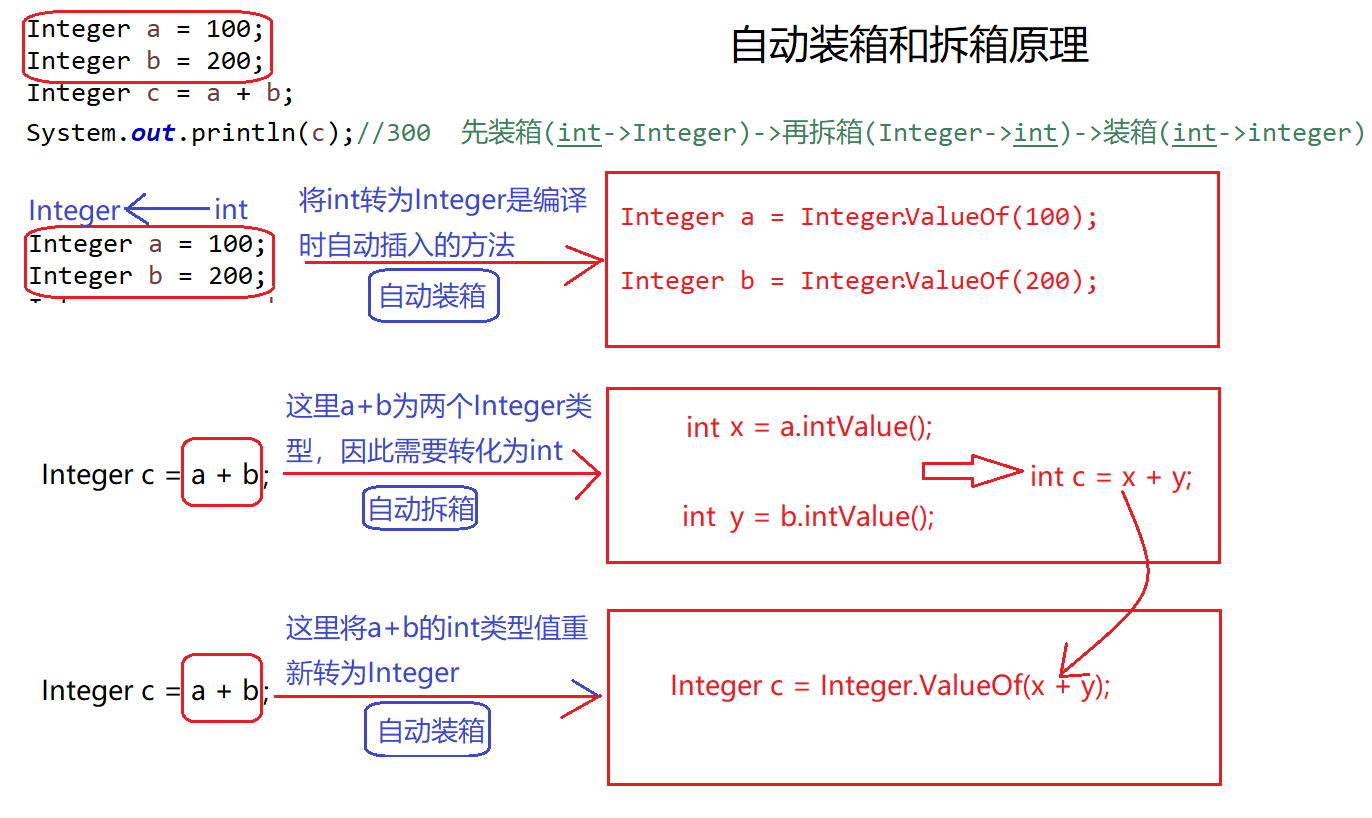 Integer a = 100;
Integer b = 200;
Integer c = a + b;
System.out.println(c);//300 先装箱(int->Integer)->再拆箱(Integer->int)->装箱(int->integer)
自动装箱和拆箱原理
Integer int
Integer a = 100;
Integer b = 200;
将int转为Integer是编译
时自动插入的方法
自动装箱
Integer a = Integer.ValueOf(100);
Integer b = Integer.ValueOf(200);
Integer c = a + b;
这里a+b为两个Integer类
型，因此需要转化为int
自动拆箱
int x = a.intValue();
int y = b.intValue();
int c = x + y;
Integer c = a + b;
这里将a+b的int类型值重
新转为Integer
自动装箱
Integer c = Integer.ValueOf(x + y);